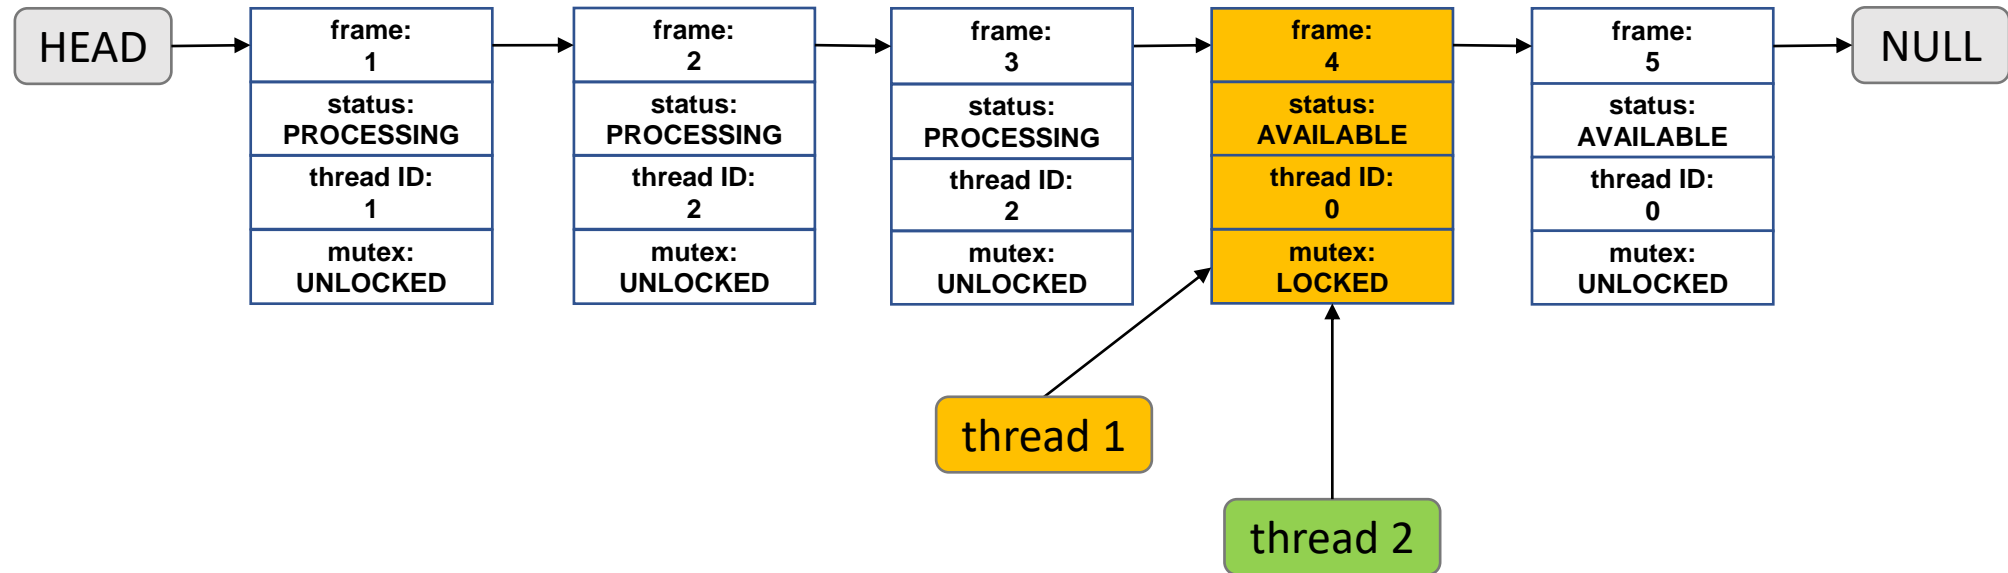 HEAD
frame:
1
status:
PROCESSING
thread ID:
1
mutex:
UNLOCKED
frame:
2
status:
PROCESSING
thread ID:
2
mutex:
UNLOCKED
frame:
3
status:
PROCESSING
thread ID:
2
mutex:
UNLOCKED
frame:
4
status:
AVAILABLE
thread ID:
0
mutex:
LOCKED
frame:
5
status:
AVAILABLE
thread ID:
0
mutex:
UNLOCKED
NULL
thread 1
thread 2